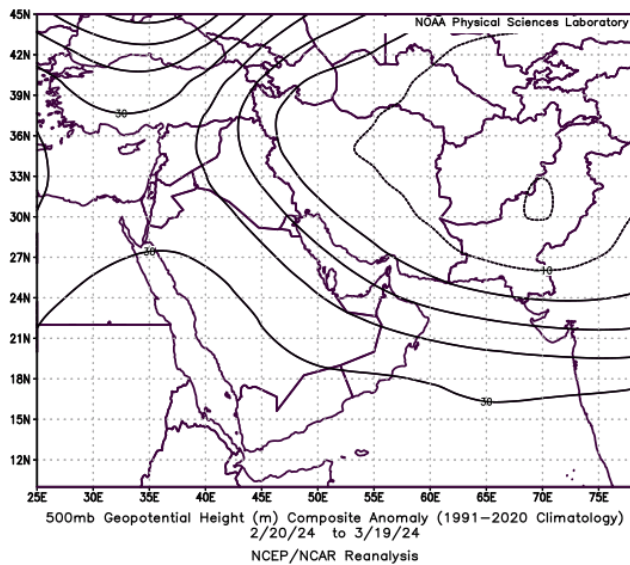 45N
NOAA Physical Sciences Laboratory
42N
39N
30
36N
33N
30N
27N
30
10
24N
21N
18N
30
15N
12N
25E 30E 35E 40E 45E 50E 55E 60E 65E 70E 75E
500mb Geopotential Height (m) Composite Anomaly (1991−2020 Climatology)
2/20/24 to 3/19/24
NCEP/NCAR Reanalysis